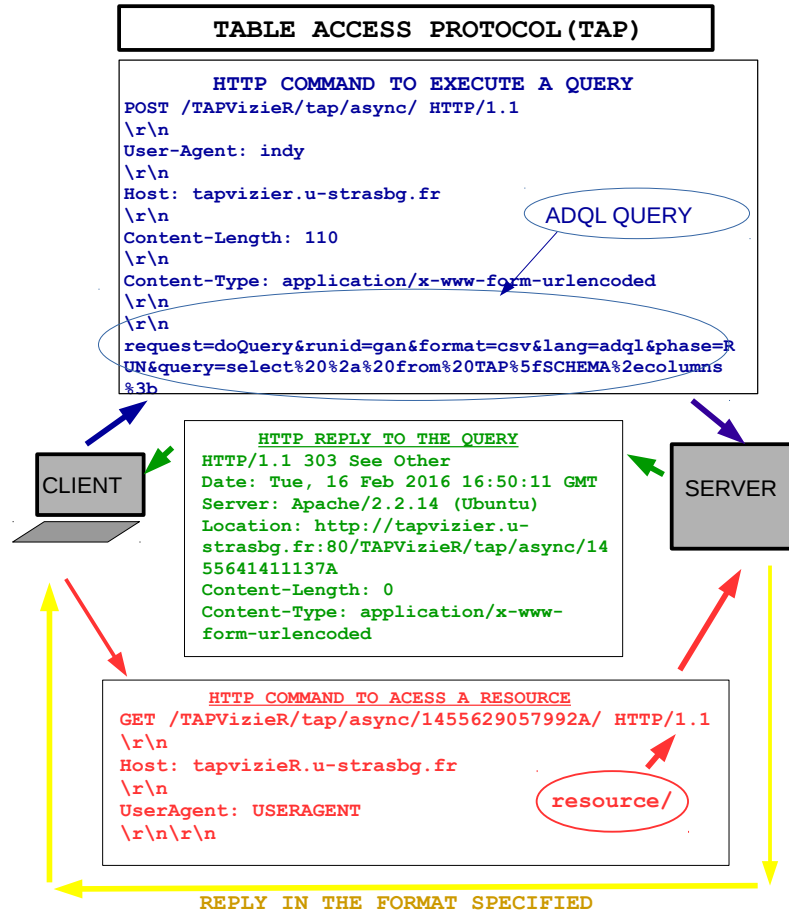 TABLE ACCESS PROTOCOL(TAP)
HTTP COMMAND TO EXECUTE A QUERY
POST /TAPVizieR/tap/async/ HTTP/1.1
\r\n
User-Agent: indy
\r\n
Host: tapvizier.u-strasbg.fr
\r\n
ADQL QUERY
Content-Length: 110
\r\n
Content-Type: application/x-www-form-urlencoded
\r\n
\r\n
request=doQuery&runid=gan&format=csv&lang=adql&phase=R
UN&query=select%20%2a%20from%20TAP%5fSCHEMA%2ecolumns
%3b
CLIENT
HTTP REPLY TO THE QUERY
HTTP/1.1 303 See Other
Date: Tue, 16 Feb 2016 16:50:11 GMT
Server: Apache/2.2.14 (Ubuntu)
Location: http://tapvizier.u-
strasbg.fr:80/TAPVizieR/tap/async/14
55641411137A
Content-Length: 0
Content-Type: application/x-www-
form-urlencoded
SERVER
HTTP COMMAND TO ACESS A RESOURCE
GET /TAPVizieR/tap/async/1455629057992A/ HTTP/1.1
\r\n
Host: tapvizieR.u-strasbg.fr
\r\n
resource/
UserAgent: USERAGENT
\r\n\r\n
REPLY IN THE FORMAT SPECIFIED